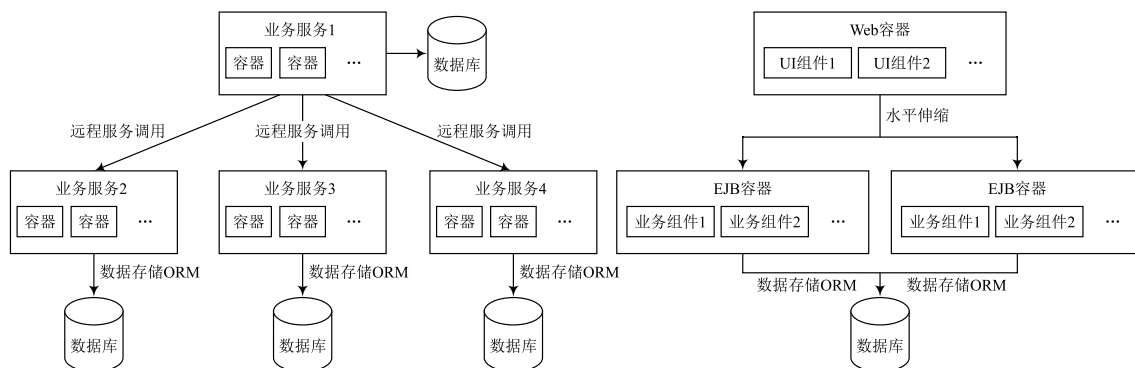 业务服务1
容器 容器 …
数据库
远程服务调用 远程服务调用 远程服务调用
业务服务2
容器 容器 …
业务服务3
容器 容器 …
业务服务4
容器 容器 …
数据存储ORM 数据存储ORM 数据存储ORM
数据库 数据库 数据库
Web容器
UI组件1 UI组件2 …
水平伸缩
EJB容器
业务组件1 业务组件2 …
EJB容器
业务组件1 业务组件2 …
数据存储ORM 数据存储ORM
数据库